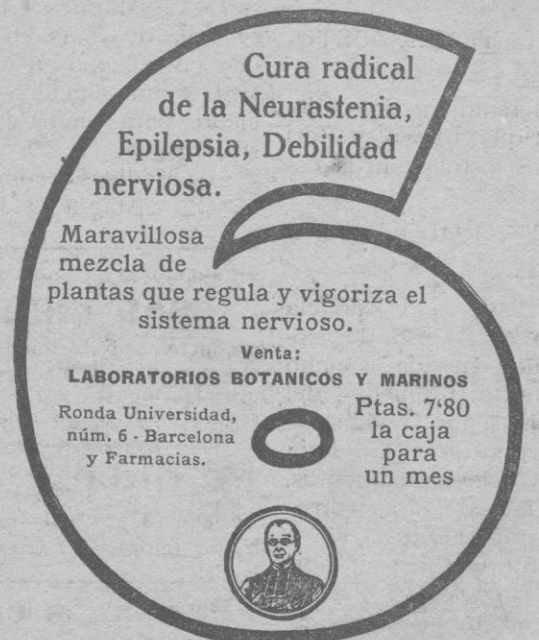 Cura radical
de la Neurastenia,
Epilepsia, Debilidad
nerviosa.
Maravillosa
mezcla de
plantas que regula y vigoriza el
sistema nervioso.
Venta:
LABORATORIOS BOTANICOS Y MARINOS
Ronda Universidad,
núm. 6 - Barcelona
y Farmacias.
Ptas. 7‘80
la caja
para
un mes